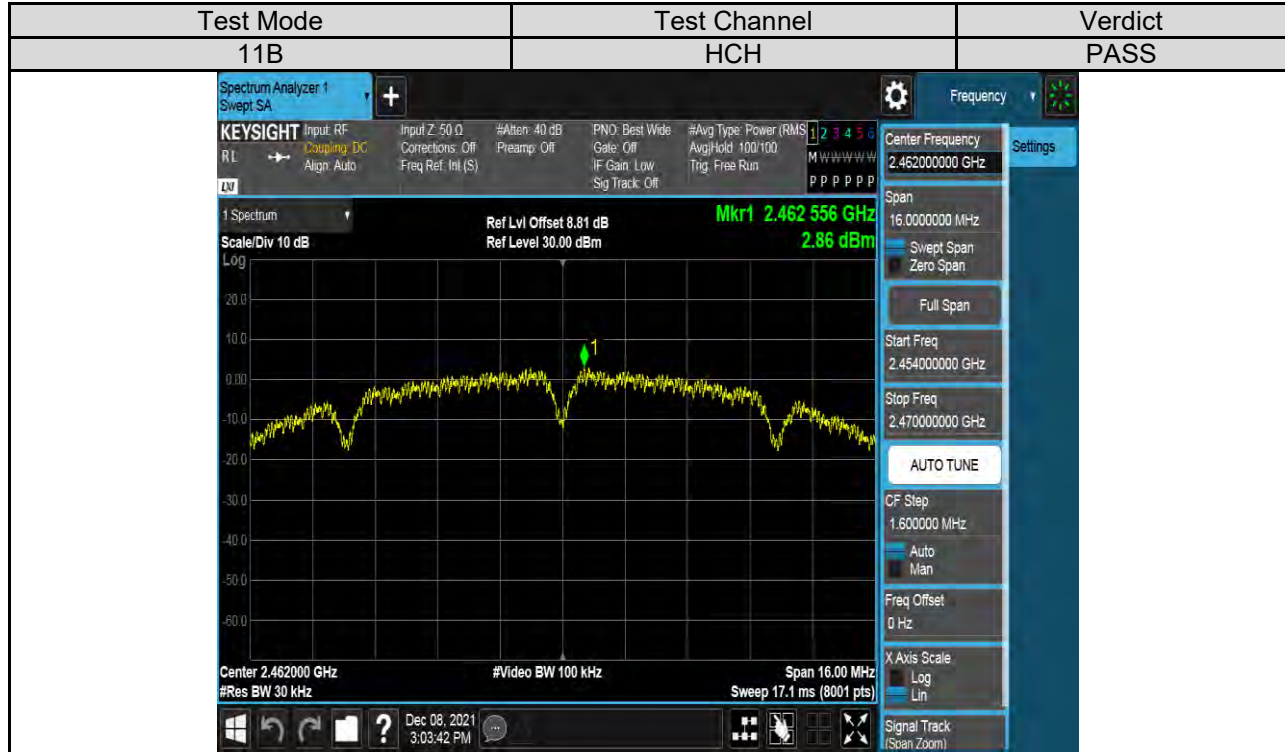 Test Mode Test Channel Verdict
11B HCH PASS
Spectrum Analyzer 1
Swept SA
+
Frequency
KEYSIGHT Input: RF Input Z: 50 Ω #Atten: 40 dB PNO: Best Wide #Avg Type: Power (RMS 1 2 3 4 5 6
RL Coupling: DC Corrections: Off Preamp: Off Gate: Off Avg|Hold: 100/100 M W W W W W
Align: Auto Freq Ref: Int (S) IF Gain: Low Trig: Free Run
LXI Sig Track: Off P P P P P P
Center Frequency
2.462000000 GHz
Settings
Span
16.0000000 MHz
Swept Span
Zero Span
Full Span
Start Freq
2.454000000 GHz
Stop Freq
2.470000000 GHz
AUTO TUNE
CF Step
1.600000 MHz
Auto
Man
Freq Offset
0 Hz
X Axis Scale
Log
Lin
Signal Track
(Span Zoom)
1 Spectrum
Ref Lvl Offset 8.81 dB Mkr1 2.462 556 GHz
Scale/Div 10 dB Ref Level 30.00 dBm 2.86 dBm
Log
20.0
10.0
1
0.00
-10.0
-20.0
-30.0
-40.0
-50.0
-60.0
Center 2.462000 GHz #Video BW 100 kHz Span 16.00 MHz
#Res BW 30 kHz Sweep 17.1 ms (8001 pts)
? Dec 08, 2021
3:03:42 PM